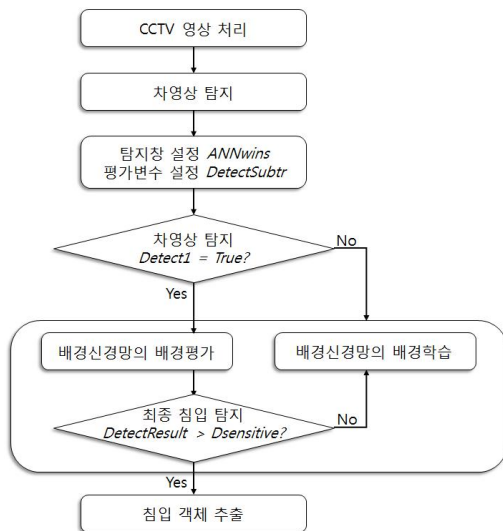 CCTV 영상 처리
차영상 탐지
탐지창 설정 ANNwins
평가변수 설정 DetectSubtr
차영상 탐지
Detect1 = True?
No
Yes
배경신경망의 배경평가
배경신경망의 배경학습
최종 침입 탐지
DetectResult > Dsensitive?
No
Yes
침입 객체 추출